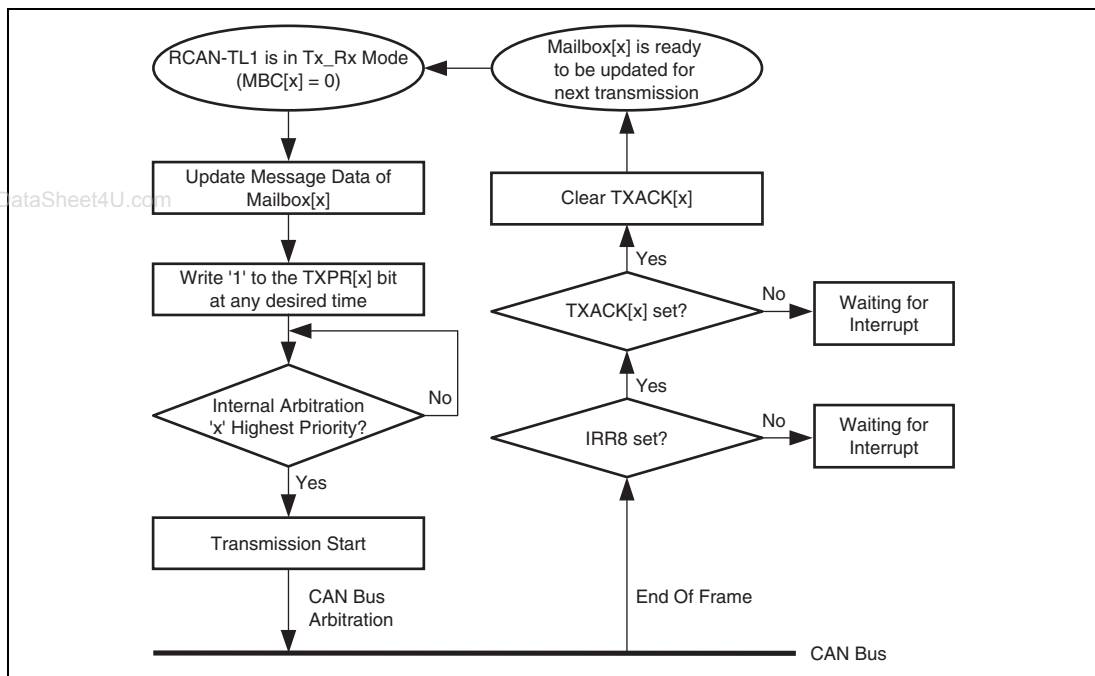 RCAN-TL1 is in Tx_Rx Mode
(MBC[x] = 0)
Update Message Data of
Mailbox[x]
Write '1' to the TXPR[x] bit
at any desired time
Internal Arbitration
'x' Highest Priority?
No
Yes
Transmission Start
CAN Bus
Arbitration
Mailbox[x] is ready
to be updated for
next transmission
Clear TXACK[x]
Yes
TXACK[x] set?
No
Waiting for
Interrupt
Yes
IRR8 set?
No
Waiting for
Interrupt
End Of Frame
CAN Bus
DataSheet4U.com